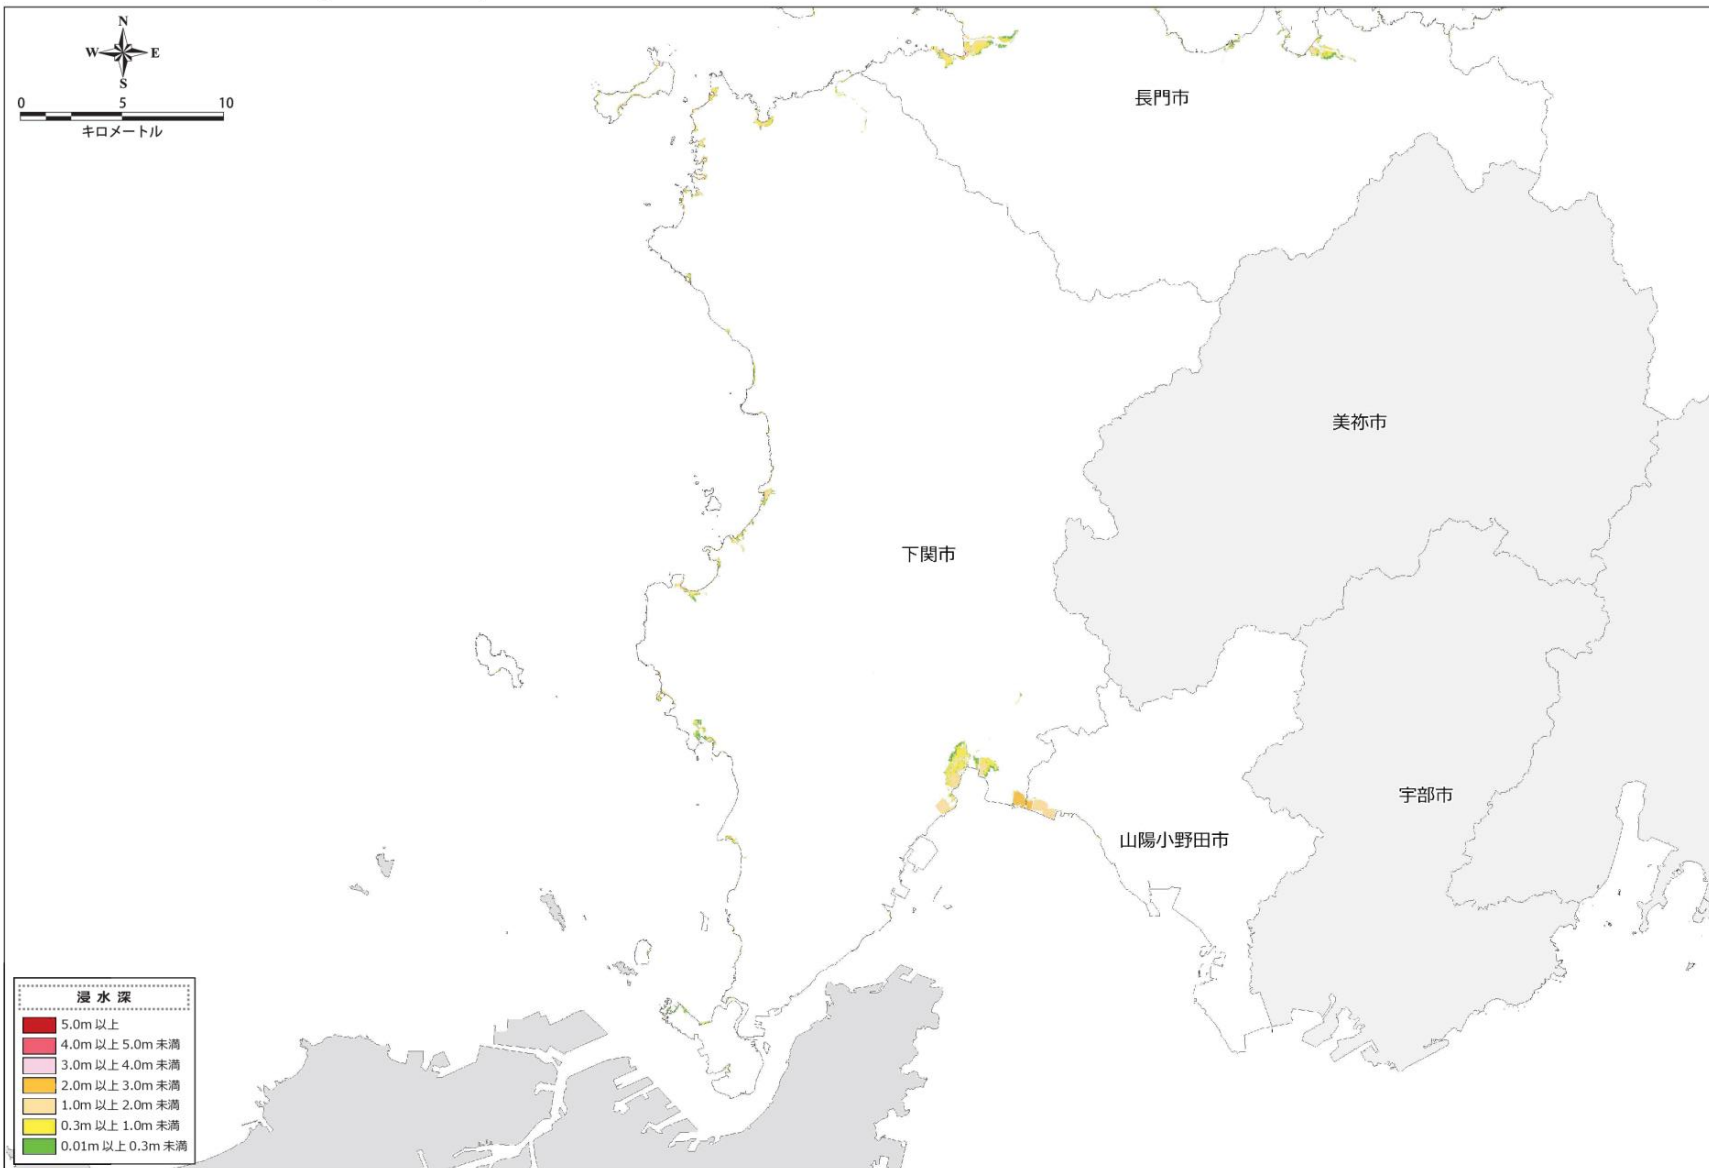 N
W E
S
0 5 10
キロメートル
長門市
美祢市
下関市
宇部市
山陽小野田市
浸水深
5.0m 以上
4.0m 以上 5.0m 未満
3.0m 以上 4.0m 未満
2.0m 以上 3.0m 未満
1.0m 以上 2.0m 未満
0.3m 以上 1.0m 未満
0.01m 以上 0.3m 未満